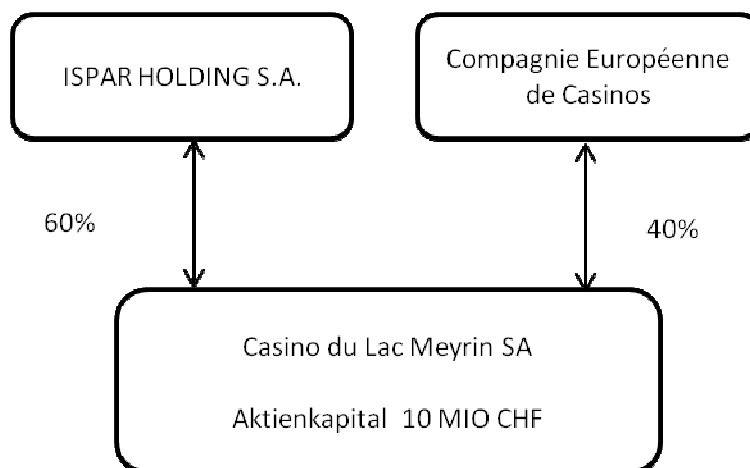 ISPAR HOLDING S.A.
Compagnie Européenne
de Casinos
60%
40%
Casino du Lac Meyrin SA
Aktienkapital 10 MIO CHF